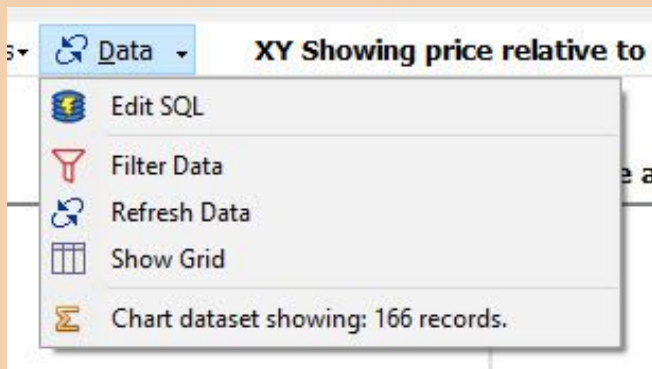 Data XY Showing price relative to
Edit SQL
Filter Data
Refresh Data
Show Grid
Chart dataset showing: 166 records.